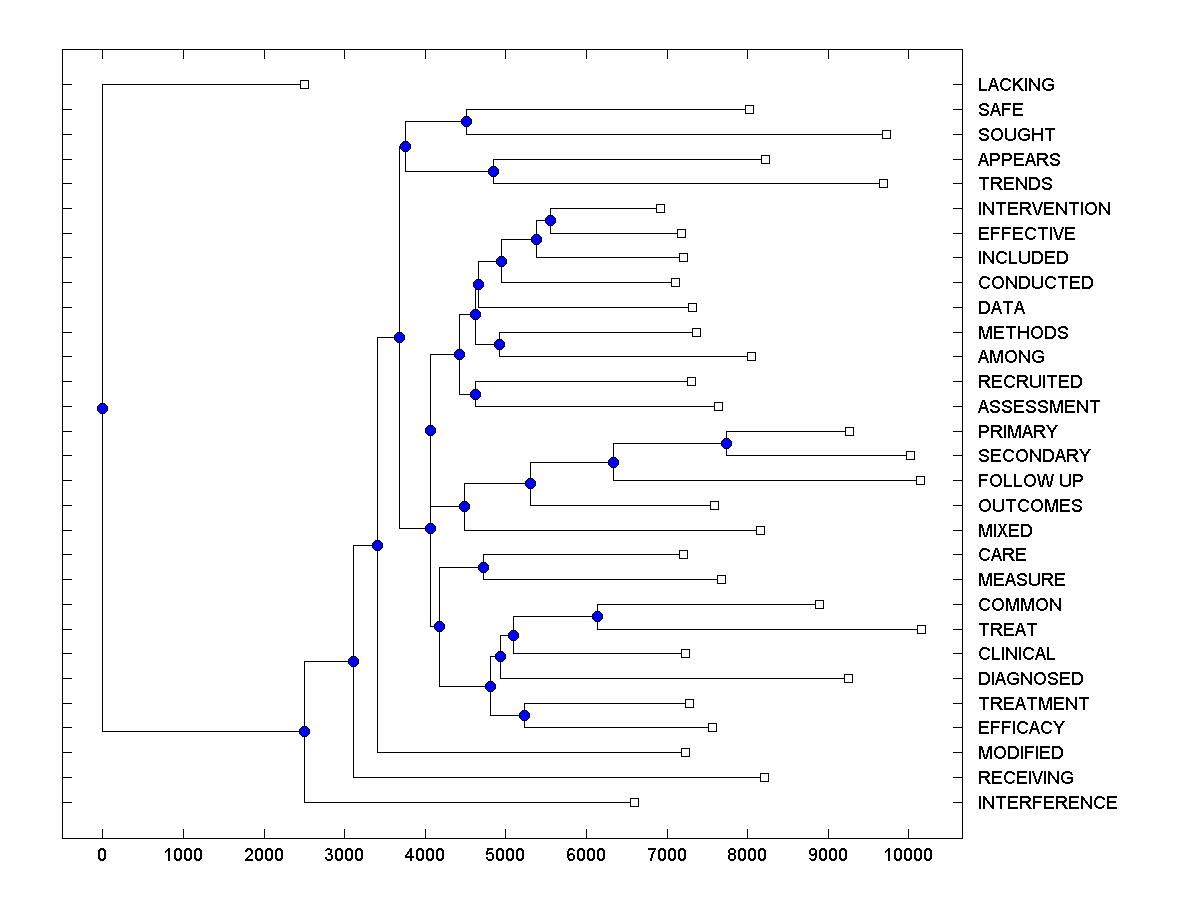 LACKING
SAFE
SOUGHT
APPEARS
TRENDS
INTERVENTION
EFFECTIVE
INCLUDED
CONDUCTED
DATA
METHODS
AMONG
RECRUITED
ASSESSMENT
PRIMARY
SECONDARY
FOLLOW UP
OUTCOMES
MIXED
CARE
MEASURE
COMMON
TREAT
CLINICAL
DIAGNOSED
TREATMENT
EFFICACY
MODIFIED
RECEIVING
INTERFERENCE
0 1000 2000 3000 4000 5000 6000 7000 8000 9000 10000